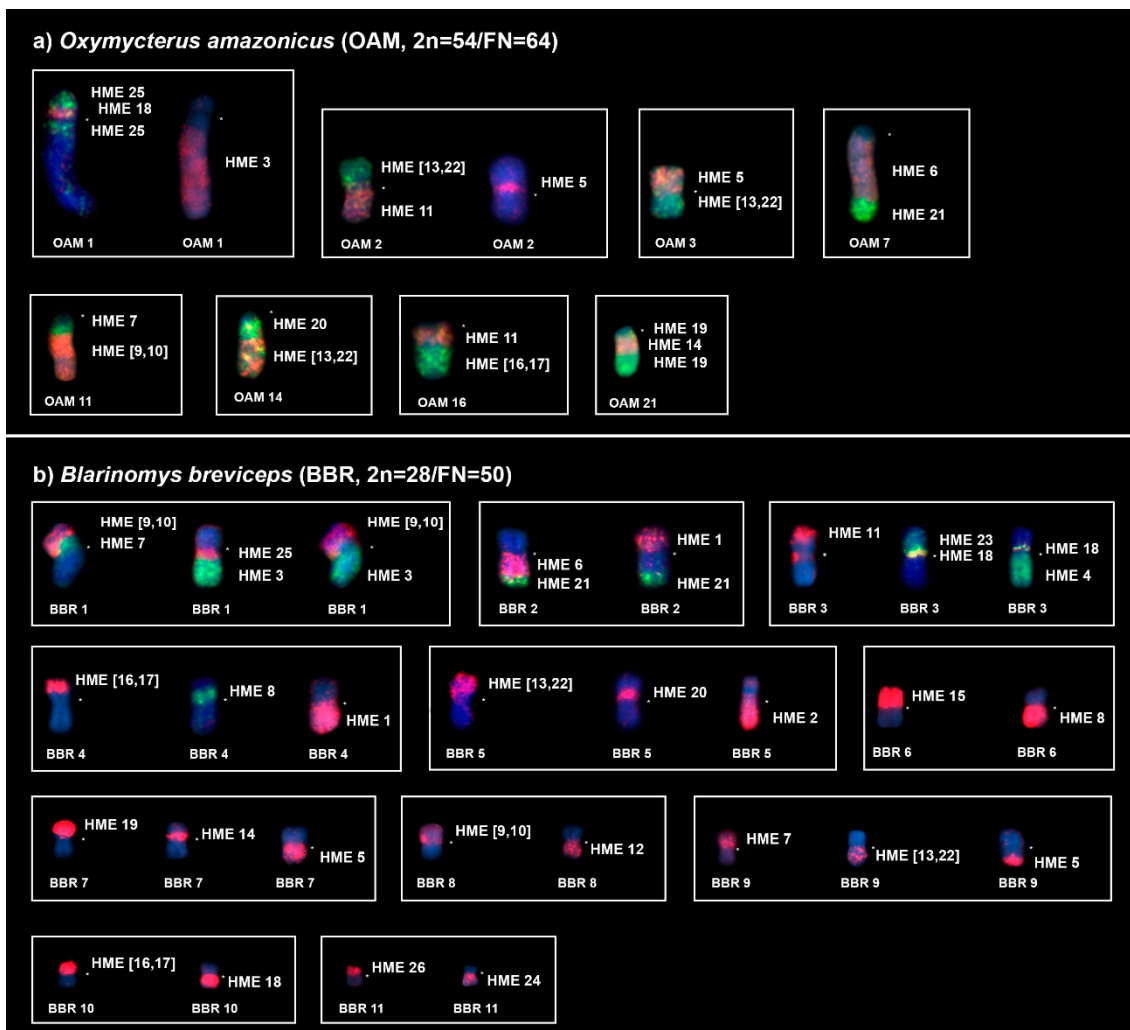 a) Oxymycterus amazonicus (OAM, 2n=54/FN=64)
HME 25
HME 18
*
HME 25
*
HME 3
OAM 1
OAM 1
HME [13,22]
*
HME 11
HME 5
*
OAM 2
OAM 2
HME 5
*
HME [13,22]
OAM 3
*
HME 6
HME 21
OAM 7
*
HME 7
HME [9,10]
OAM 11
*
HME 20
HME [13,22]
OAM 14
*
HME 11
HME [16,17]
OAM 16
*
HME 19
HME 14
HME 19
OAM 21
b) Blarinomys breviceps (BBR, 2n=28/FN=50)
HME [9,10]
HME 7
*
*
HME 25
HME 3
HME [9,10]
*
HME 3
BBR 1
BBR 1
BBR 1
*
HME 6
HME 21
HME 1
*
HME 21
BBR 2
BBR 2
HME 11
*
HME 23
*
HME 18
*
HME 18
HME 4
BBR 3
BBR 3
BBR 3
HME [16,17]
*
HME 8
*
*
HME 1
BBR 4
BBR 4
BBR 4
HME [13,22]
*
HME 20
*
*
HME 2
BBR 5
BBR 5
BBR 5
HME 15
*
*
HME 8
BBR 6
BBR 6
HME 19
*
HME 14
*
*
HME 5
BBR 7
BBR 7
BBR 7
HME [9,10]
*
*
HME 12
BBR 8
BBR 8
HME 7
*
*
HME [13,22]
*
HME 5
BBR 9
BBR 9
BBR 9
HME [16,17]
*
*
HME 18
BBR 10
BBR 10
HME 26
*
*
HME 24
BBR 11
BBR 11